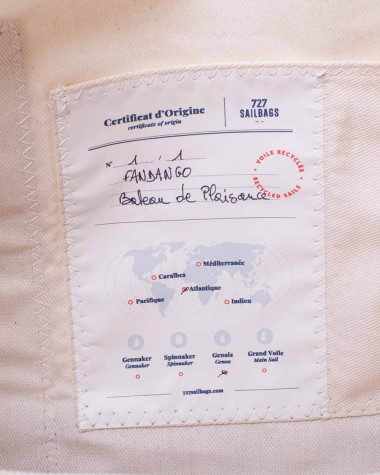 Certificat d'Origine
certificate of origin
727
SAILBAGS
N° 1 / 1
FANDANGO
Bateau de Plaisance
VOILE RECYCLÉE
RECYCLED SAILS
Méditerranée
Caraïbes
Atlantique
Pacifique
Indien
Gennaker Spinnaker Genois Grand Voile
Gennaker Spinnaker Genoa Main Sail
727sailbags.com